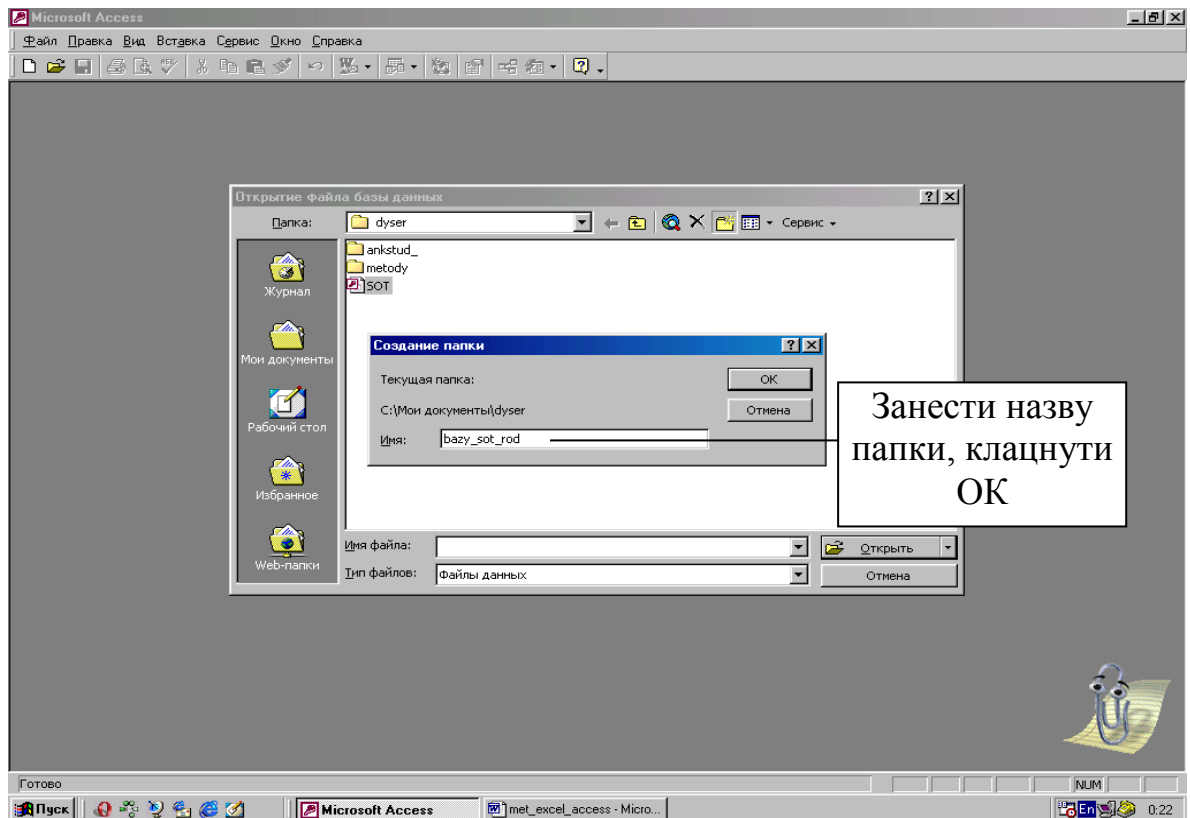 Microsoft Access
Файл Правка Вид Вставка Сервис Окно Справка
Открытие файла базы данных
Папка: dyser Сервис
ankstud_
metody
SOT
Журнал
Мои документы
Рабочий стол
Избранное
Web-папки
Создание папки
Текущая папка:
OK
C:\Мои документы\dyser
Отмена
Имя: bazy_sot_rod
Занести назву
папки, клацнути
ОК
Имя файла:
Открыть
Тип файлов: Файлы данных
Отмена
Готово
NUM
Пуск Microsoft Access met_excel_access - Micro... En 0:22